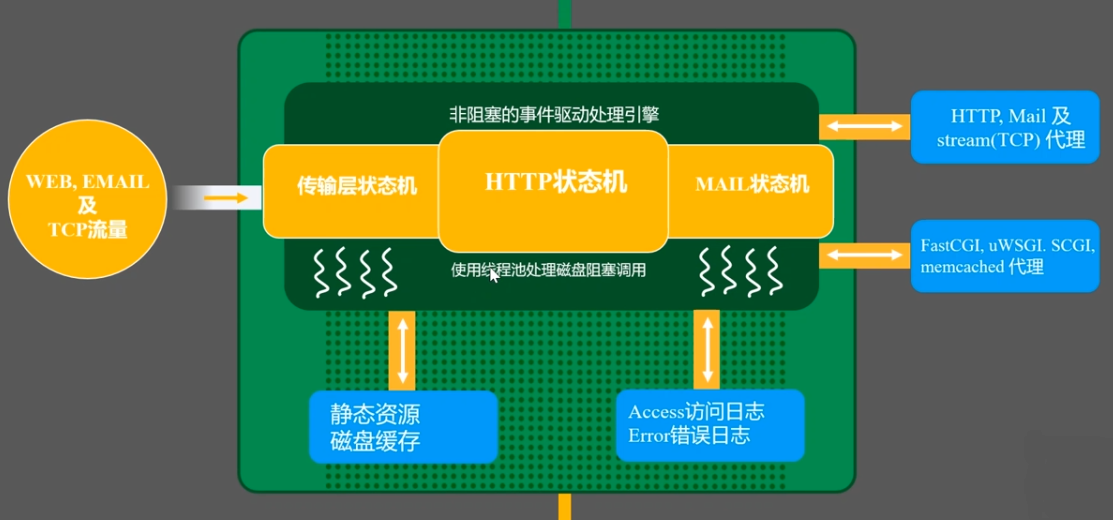 非阻塞的事件驱动处理引擎
WEB, EMAIL
及
TCP流量
传输层状态机
HTTP状态机
MAIL状态机
使用线程池处理磁盘阻塞调用
HTTP, Mail 及
stream(TCP) 代理
FastCGI, uWSGI. SCGI,
memcached 代理
静态资源
磁盘缓存
Access访问日志
Error错误日志